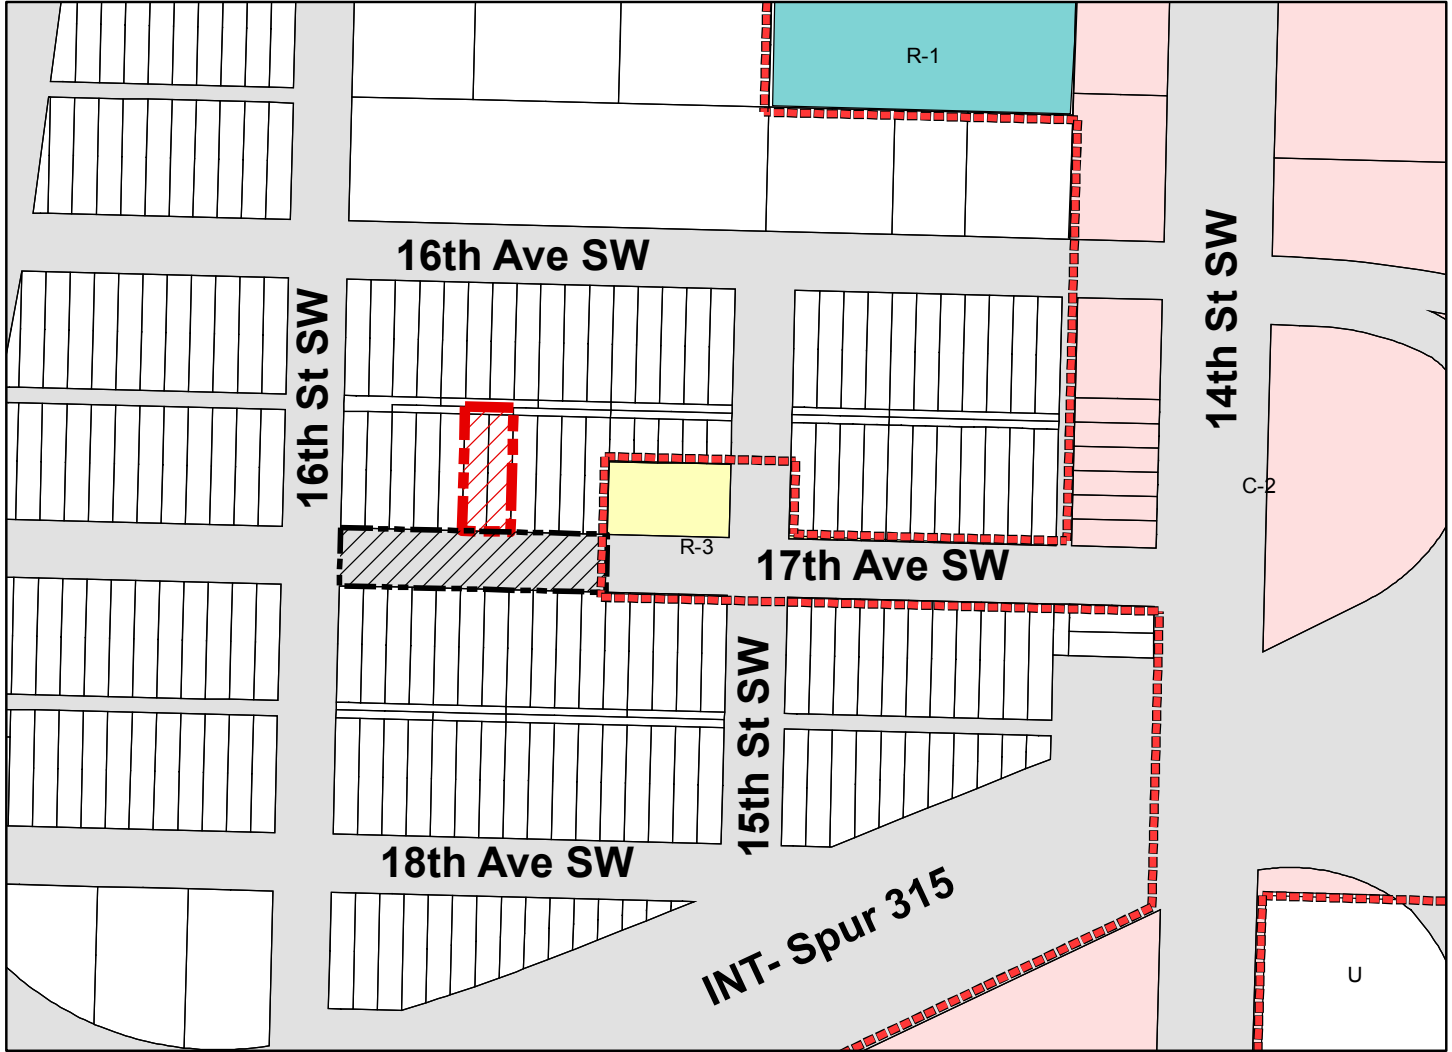 R-1
16th Ave SW
14th St SW
16th St SW
C-2
R-3
17th Ave SW
15th St SW
18th Ave SW
INT- Spur 315
U